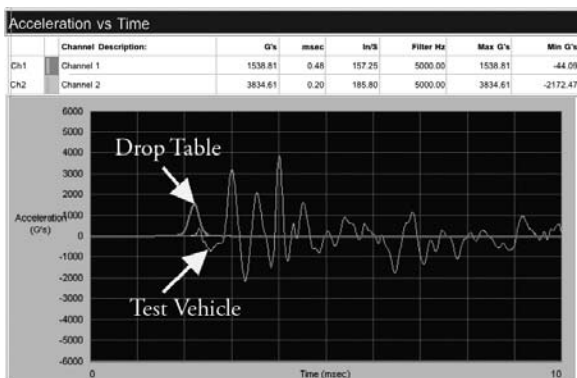 Acceleration vs Time
Channel Description: G's msec In/S Filter Hz Max G's Min G's
Ch1 Channel 1 1538.81 0.48 157.25 5000.00 1538.81 -44.09
Ch2 Channel 2 3834.61 0.20 185.80 5000.00 3834.61 -2172.47
6000
5000
4000
Drop Table
3000
2000
Acceleration 1000
(G's) 0
-1000
-2000
-3000
Test Vehicle
-4000
-5000
-6000
0 Time (msec) 10